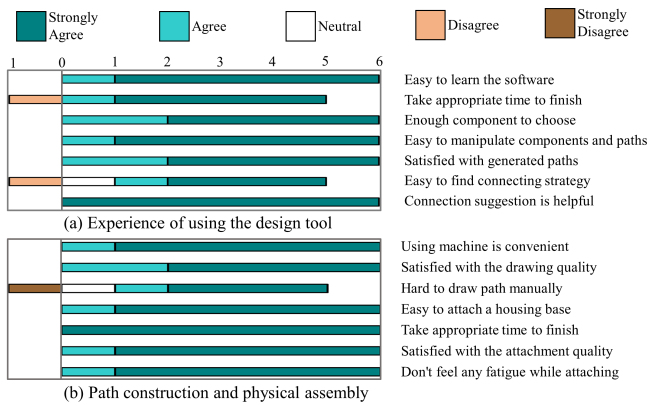 Strongly Agree
Agree
Neutral
Disagree
Strongly Disagree
1 0 1 2 3 4 5 6
Easy to learn the software
Take appropriate time to finish
Enough component to choose
Easy to manipulate components and paths
Satisfied with generated paths
Easy to find connecting strategy
Connection suggestion is helpful
(a) Experience of using the design tool
Using machine is convenient
Satisfied with the drawing quality
Hard to draw path manually
Easy to attach a housing base
Take appropriate time to finish
Satisfied with the attachment quality
Don't feel any fatigue while attaching
(b) Path construction and physical assembly